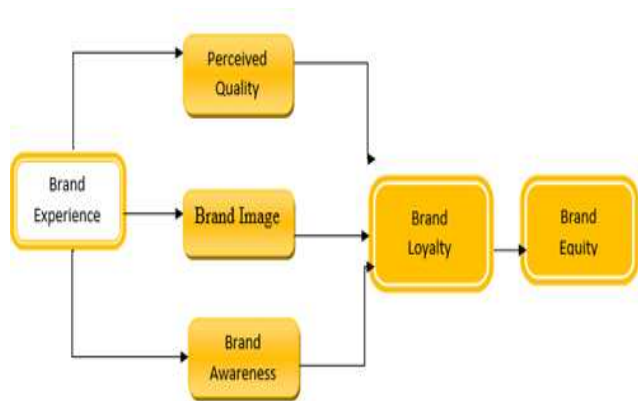 Perceived
Quality
Brand
Experience
Brand Image
Brand
Loyalty
Brand
Equity
Brand
Awareness